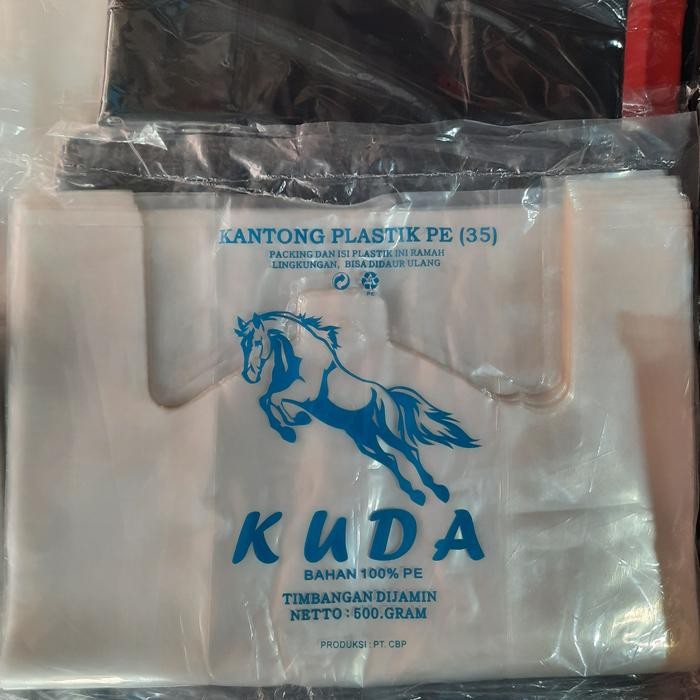 KANTONG PLASTIK PE (35)
PACKING DAN ISI PLASTIK INI RAMAH
LINGKUNGAN, BISA DIDAUR ULANG
PE
KUDA
BAHAN 100% PE
TIMBANGAN DIJAMIN
NETTO : 500.GRAM
PRODUKSI : PT. CBP